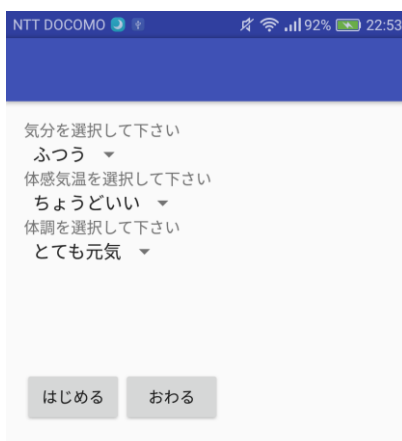 NTT DOCOMO 92% 22:53
気分を選択して下さい
ふつう
体感気温を選択して下さい
ちょうどいい
体調を選択して下さい
とても元気
はじめる おわる